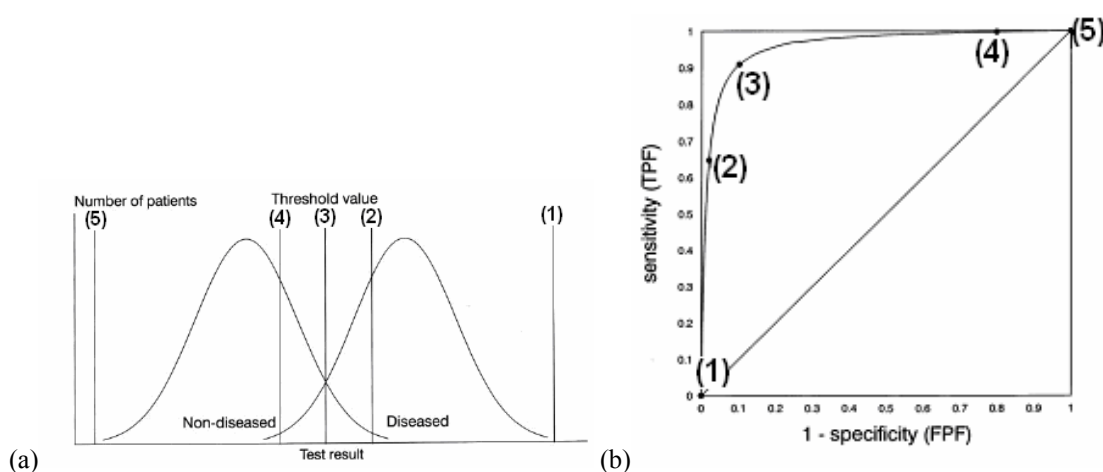 Number of patients
Threshold value
(5)
(4)
(3)
(2)
(1)
Non-diseased
Diseased
Test result
(a)
1
0.9
0.8
0.7
0.6
0.5
0.4
0.3
0.2
0.1
0
sensitivity (TPF)
(5)
(4)
(3)
(2)
(1)
0 0.1 0.2 0.3 0.4 0.5 0.6 0.7 0.8 0.9 1
1 - specificity (FPF)
(b)